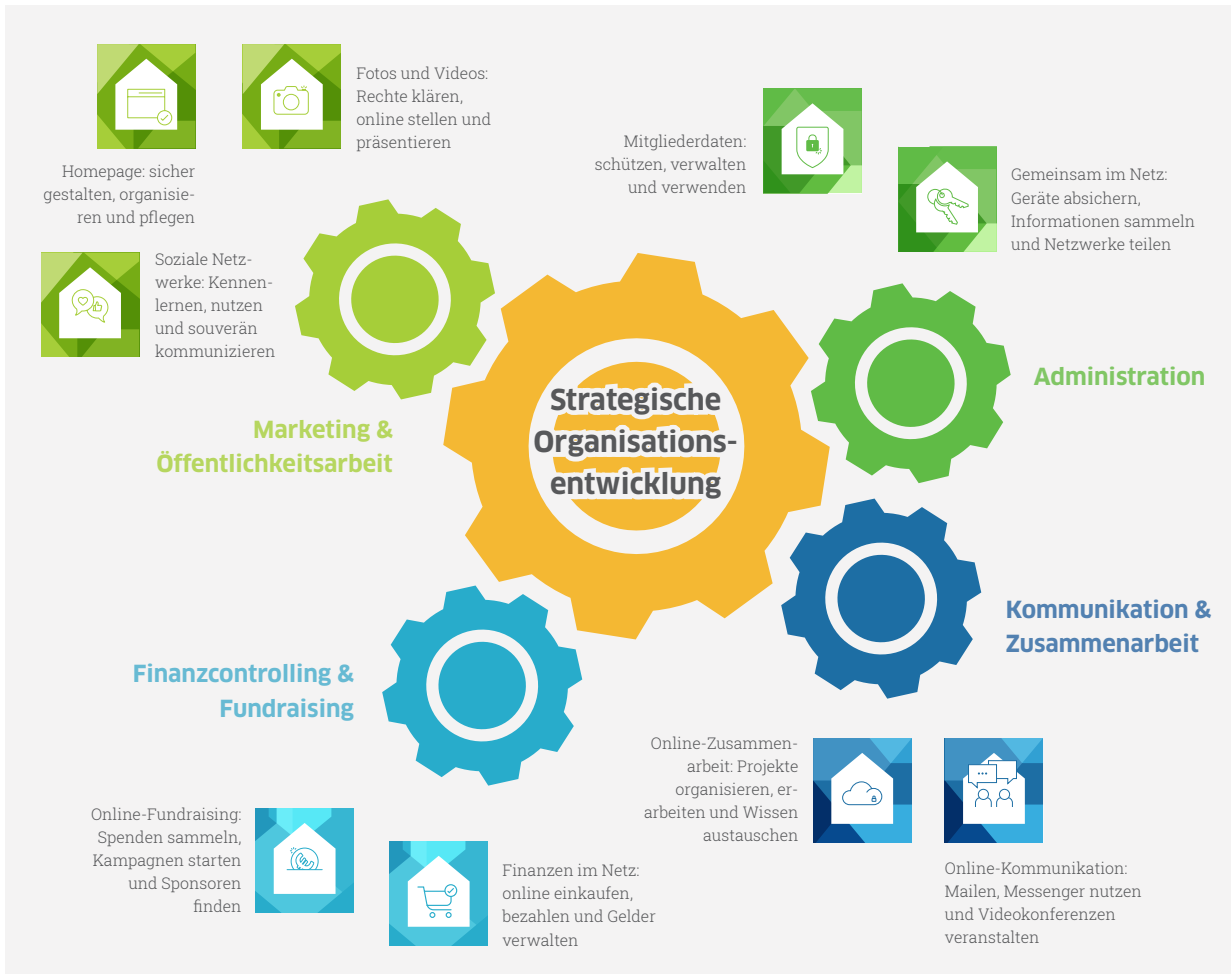 Fotos und Videos:
Rechte klären,
online stellen und
präsentieren
Homepage: sicher
gestalten, organisie-
ren und pflegen
Soziale Netz-
werke: Kennen-
lernen, nutzen
und souverän
kommunizieren
Marketing &
Öffentlichkeitsarbeit
Mitgliederdaten:
schützen, verwalten
und verwenden
Gemeinsam im Netz:
Geräte absichern,
Informationen sammeln
und Netzwerke teilen
Administration
Strategische
Organisations-
entwicklung
Kommunikation &
Zusammenarbeit
Finanzcontrolling &
Fundraising
Online-Zusammen-
arbeit: Projekte
organisieren, er-
arbeiten und Wissen
austauschen
Online-Kommunikation:
Mailen, Messenger nutzen
und Videokonferenzen
veranstalten
Online-Fundraising:
Spenden sammeln,
Kampagnen starten
und Sponsoren
finden
Finanzen im Netz:
online einkaufen,
bezahlen und Gelder
verwalten